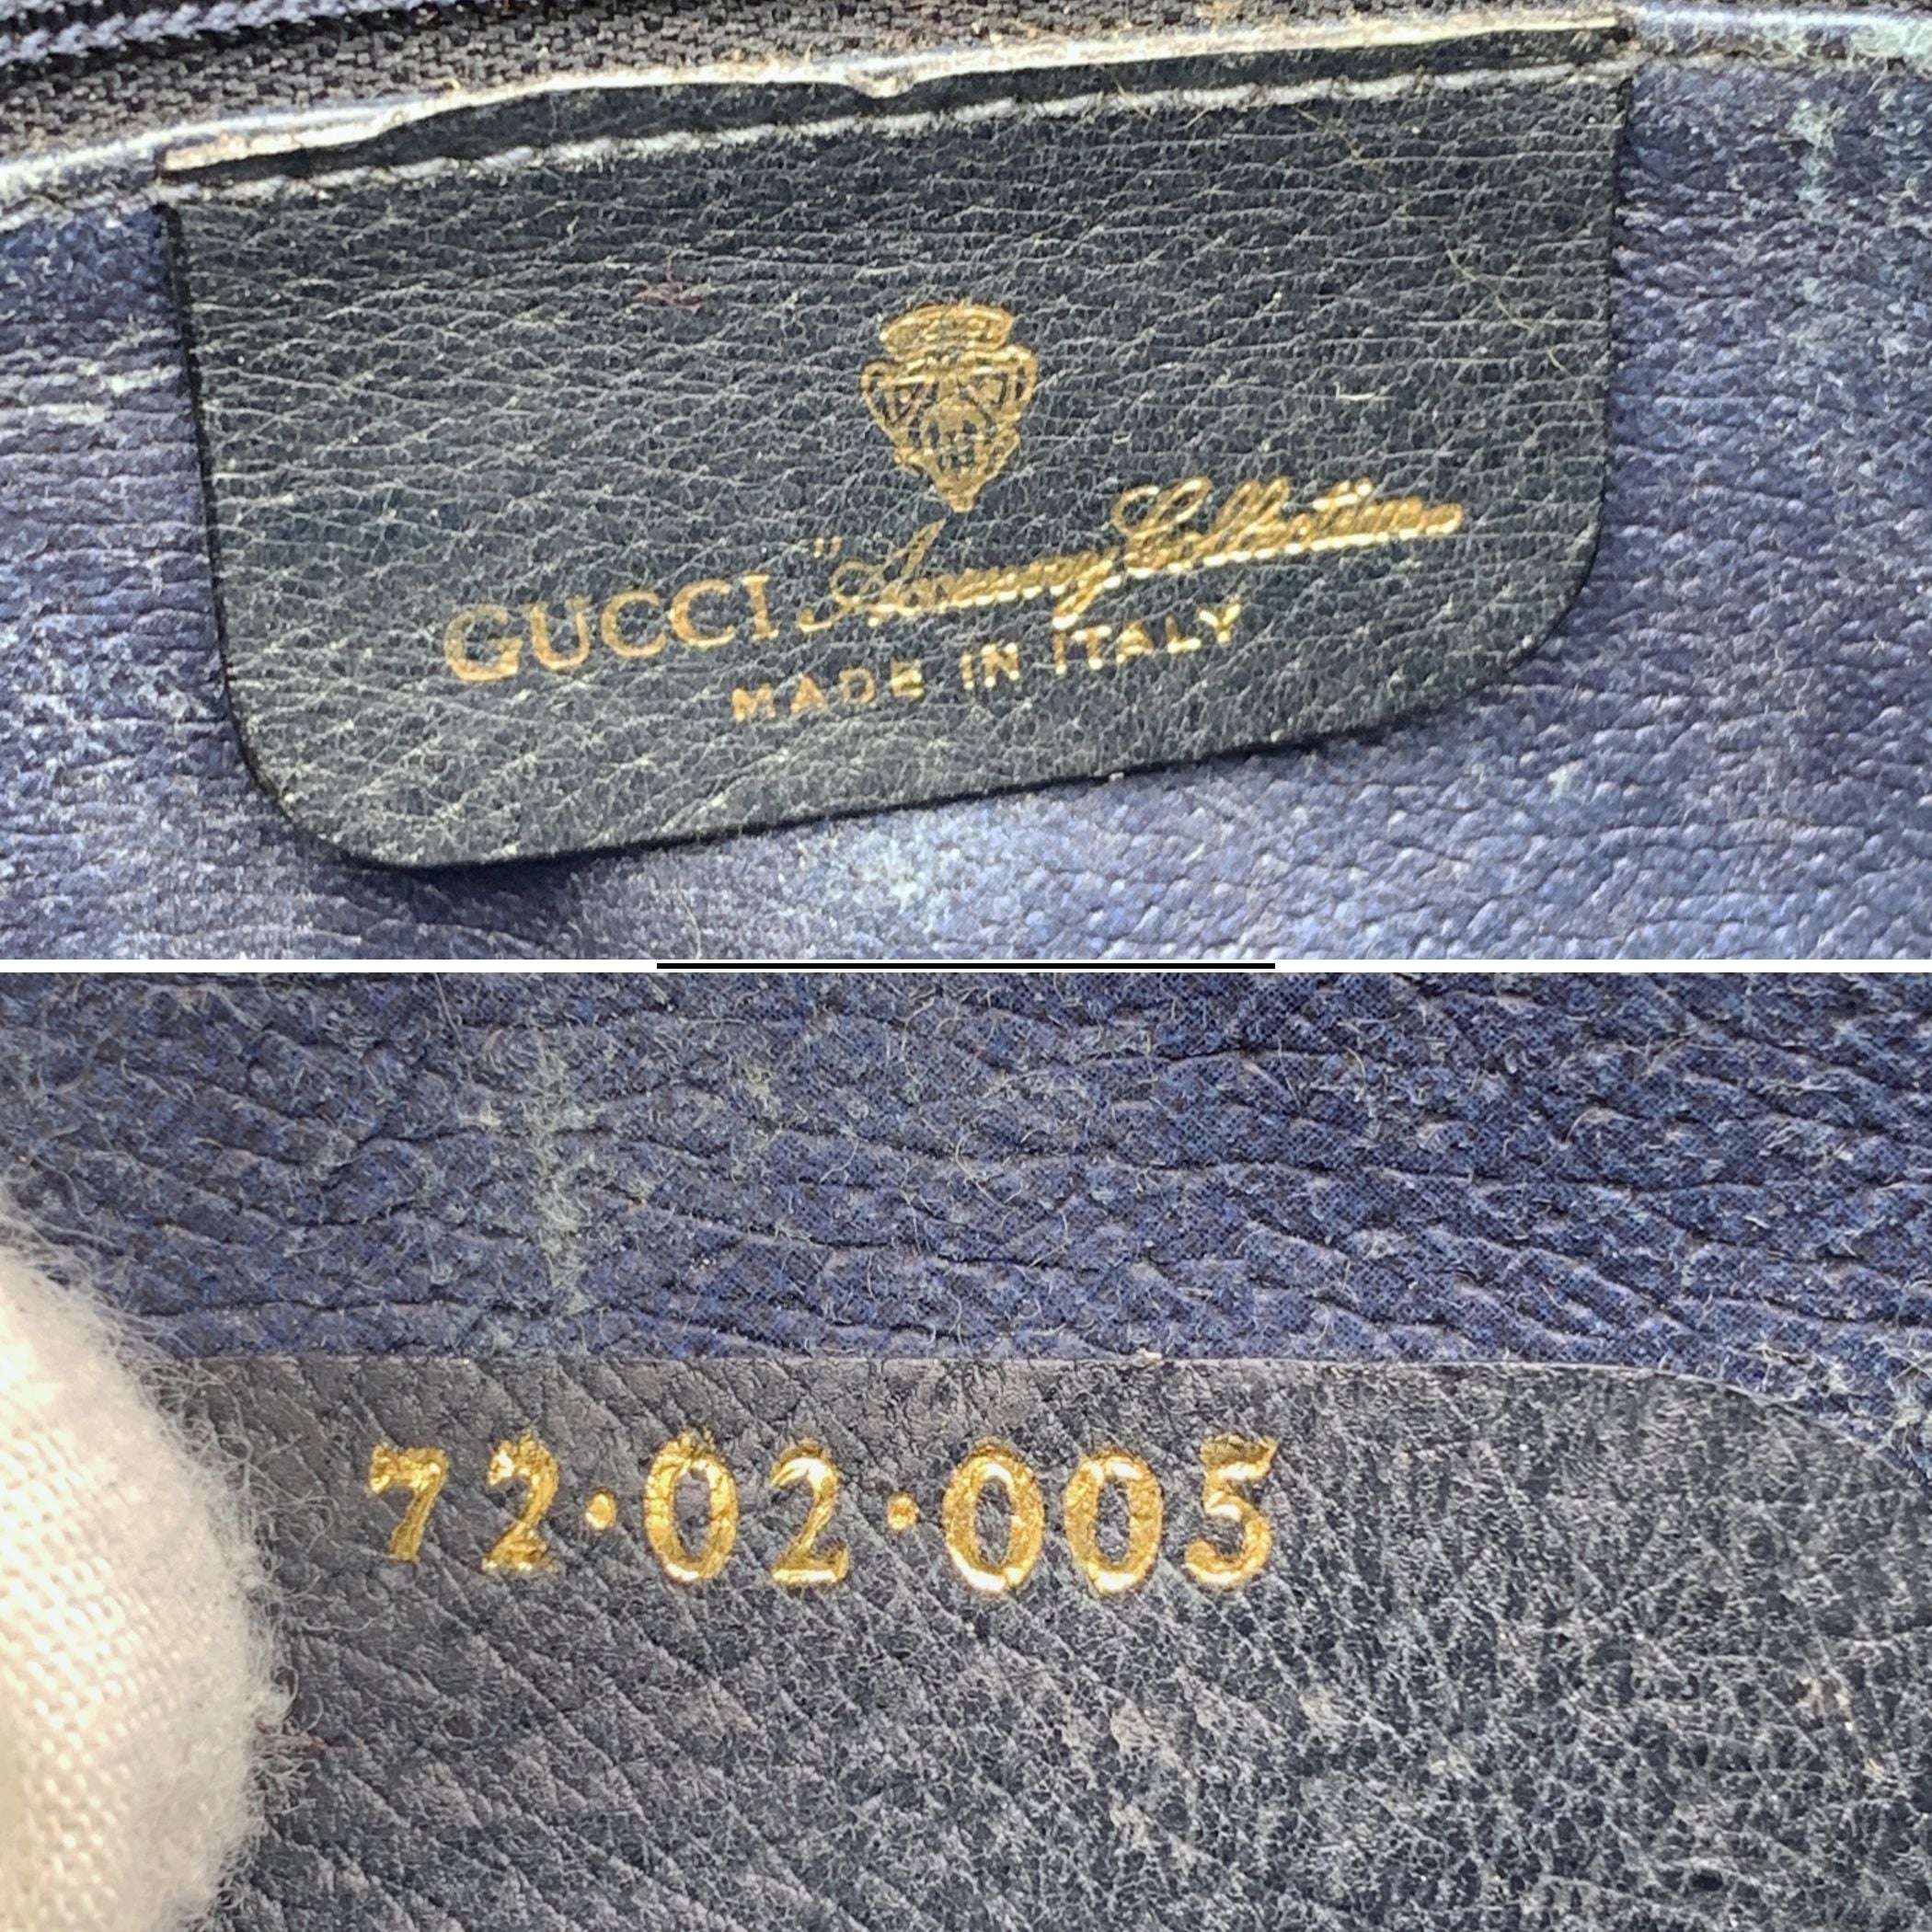 GUCCI "Accessory Collection
MADE IN ITALY
72·02·005